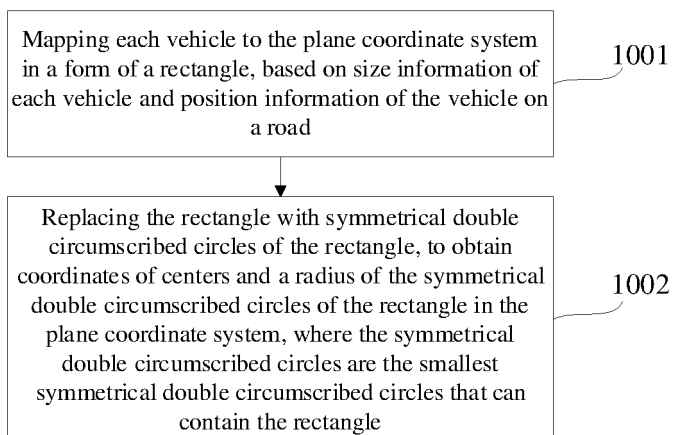 Mapping each vehicle to the plane coordinate system
in a form of a rectangle, based on size information of
each vehicle and position information of the vehicle on
a road
1001
Replacing the rectangle with symmetrical double
circumscribed circles of the rectangle, to obtain
coordinates of centers and a radius of the symmetrical
double circumscribed circles of the rectangle in the
plane coordinate system, where the symmetrical
double circumscribed circles are the smallest
symmetrical double circumscribed circles that can
contain the rectangle
1002